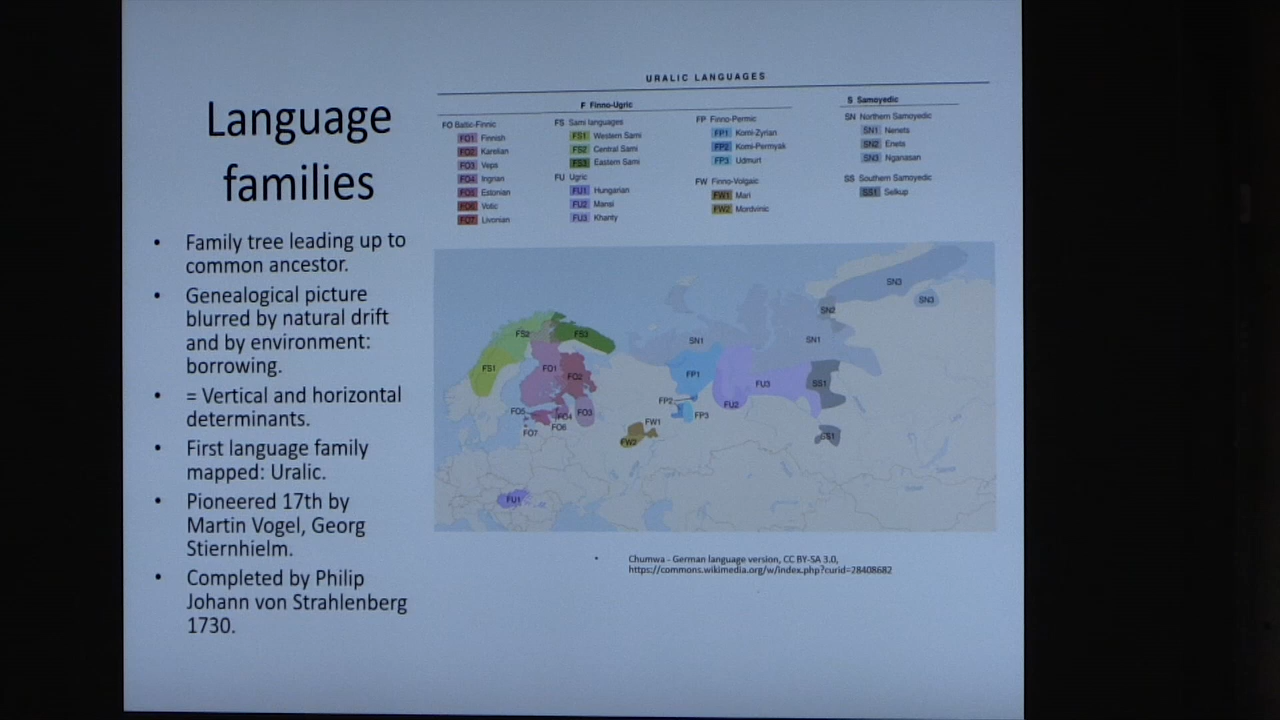 Language
families
• Family tree leading up to
common ancestor.
• Genealogical picture
blurred by natural drift
and by environment:
borrowing.
• = Vertical and horizontal
determinants.
• First language family
mapped: Uralic.
• Pioneered 17th by
Martin Vogel, Georg
Stiernhielm.
• Completed by Philip
Johann von Strahlenberg
1730.
URALIC LANGUAGES
F Finno-Ugric
FO Baltic-Finnic
FO1 Finnish
FO2 Karelian
FO3 Veps
FO4 Ingrian
FO5 Estonian
FO6 Votic
FO7 Livonian
FS Sami languages
FS1 Western Sami
FS2 Central Sami
FS3 Eastern Sami
FU Ugric
FU1 Hungarian
FU2 Mansi
FU3 Khanty
FP Finno-Permic
FP1 Komi-Zyrian
FP2 Komi-Permyak
FP3 Udmurt
FW Finno-Volgaic
FW1 Mari
FW2 Mordvinic
S Samoyedic
SN Northern Samoyedic
SN1 Nenets
SN2 Enets
SN3 Nganasan
SS Southern Samoyedic
SS1 Selkup
SN3
SN3
SN2
FS2
FS3
SN1
SN1
FS1
FO1
FO2
FP1
FU3
SS1
FP2
FU2
FO5
FO4
FO3
FP3
FO7
FO6
FW1
FW2
SS1
FU1
• Chumwa - German language version, CC BY-SA 3.0,
https://commons.wikimedia.org/w/index.php?curid=28408682